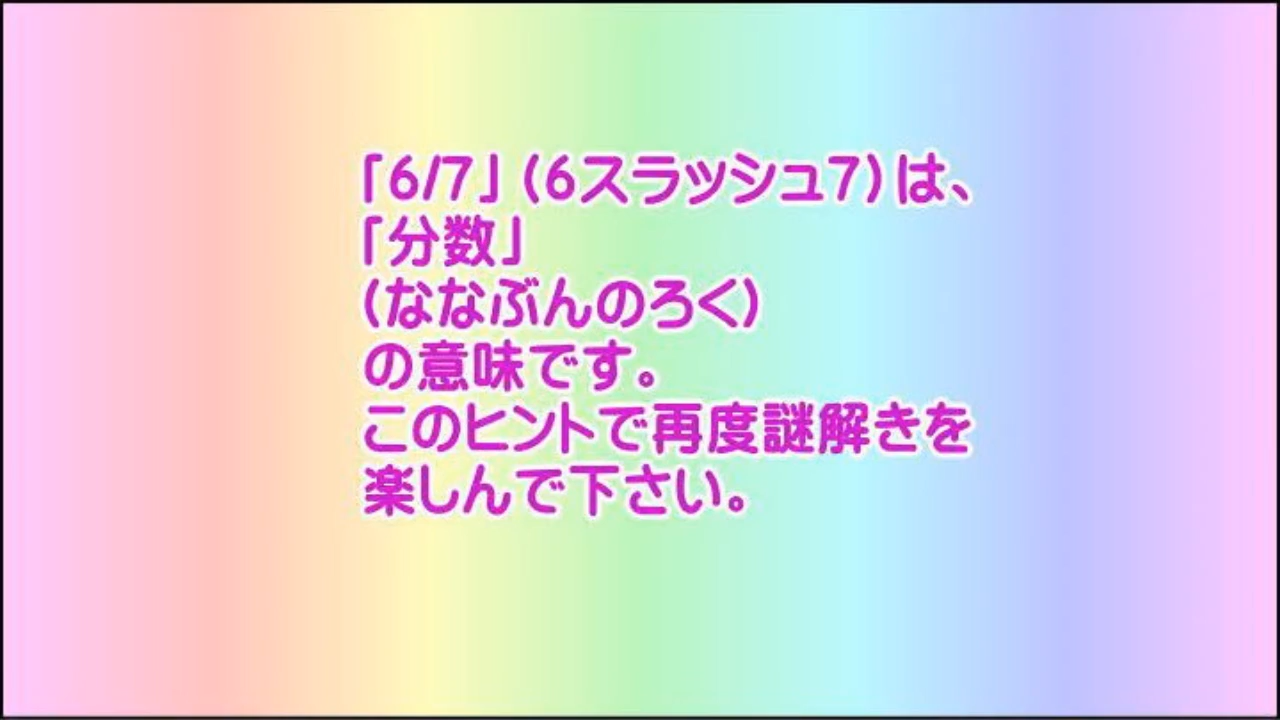 「6/7」(6スラッシュ7)は、
「分数」
(ななぶんのろく)
の意味です。
このヒントで再度謎解きを
楽しんで下さい。